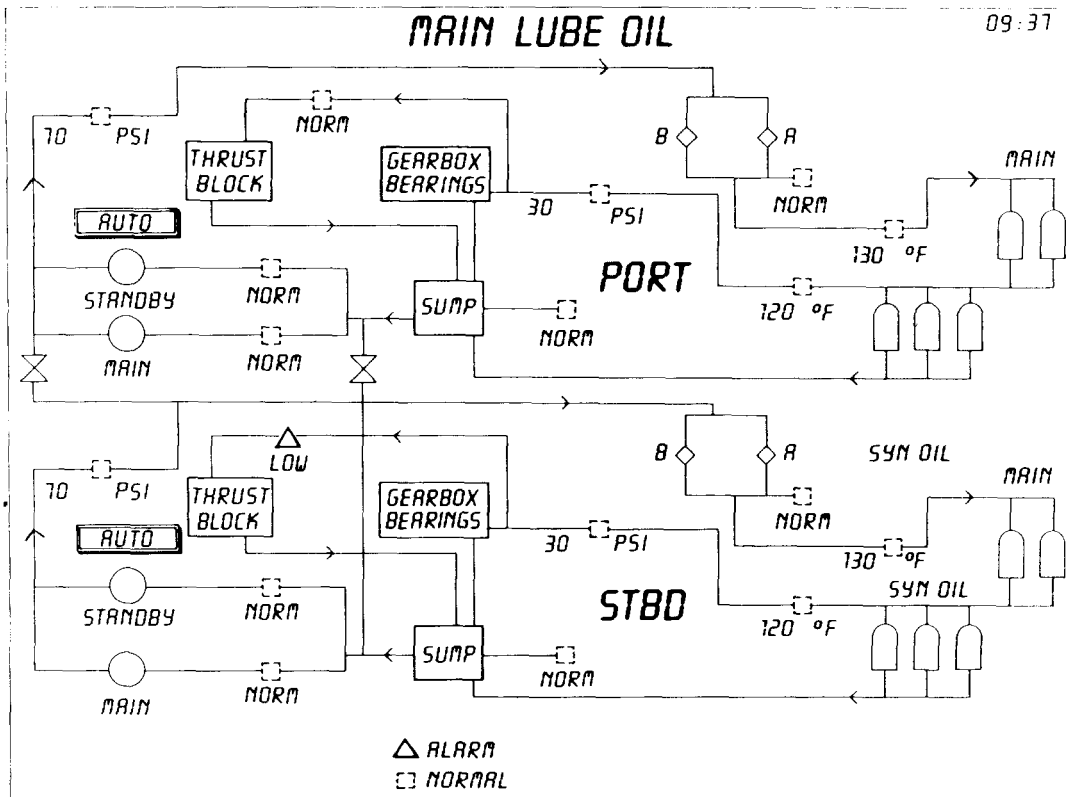 MAIN LUBE OIL
09:37
70 PSI
NORM
THRUST
BLOCK
GEARBOX
BEARINGS
B
A
NORM
MAIN
30 PSI
130 °F
AUTO
STANDBY
NORM
MAIN
NORM
SUMP
NORM
PORT
120 °F
70 PSI
LOW
THRUST
BLOCK
GEARBOX
BEARINGS
B
A
NORM
SYN OIL
MAIN
30 PSI
130 °F
AUTO
STANDBY
NORM
MAIN
NORM
SUMP
NORM
STBD
120 °F
SYN OIL
ALARM
NORMAL